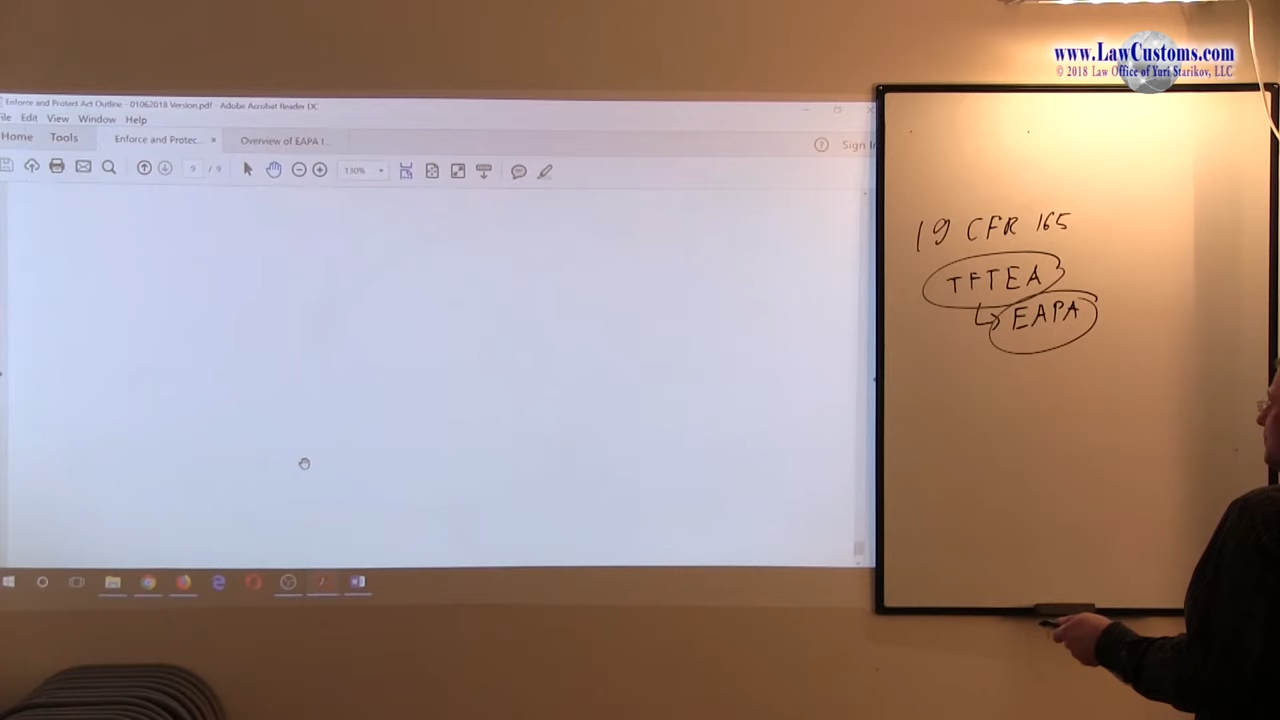 www.LawCustoms.com
© 2018 Law Office of Yuri Starikov, LLC
Enforce and Protect Act Outline - 01062018 Version.pdf - Adobe Acrobat Reader DC
File Edit View Window Help
Home Tools Enforce and Protec... × Overview of EAPA I... ? Sign In
9 / 9 130%
19 CFR 165
TFTEA
EAPA